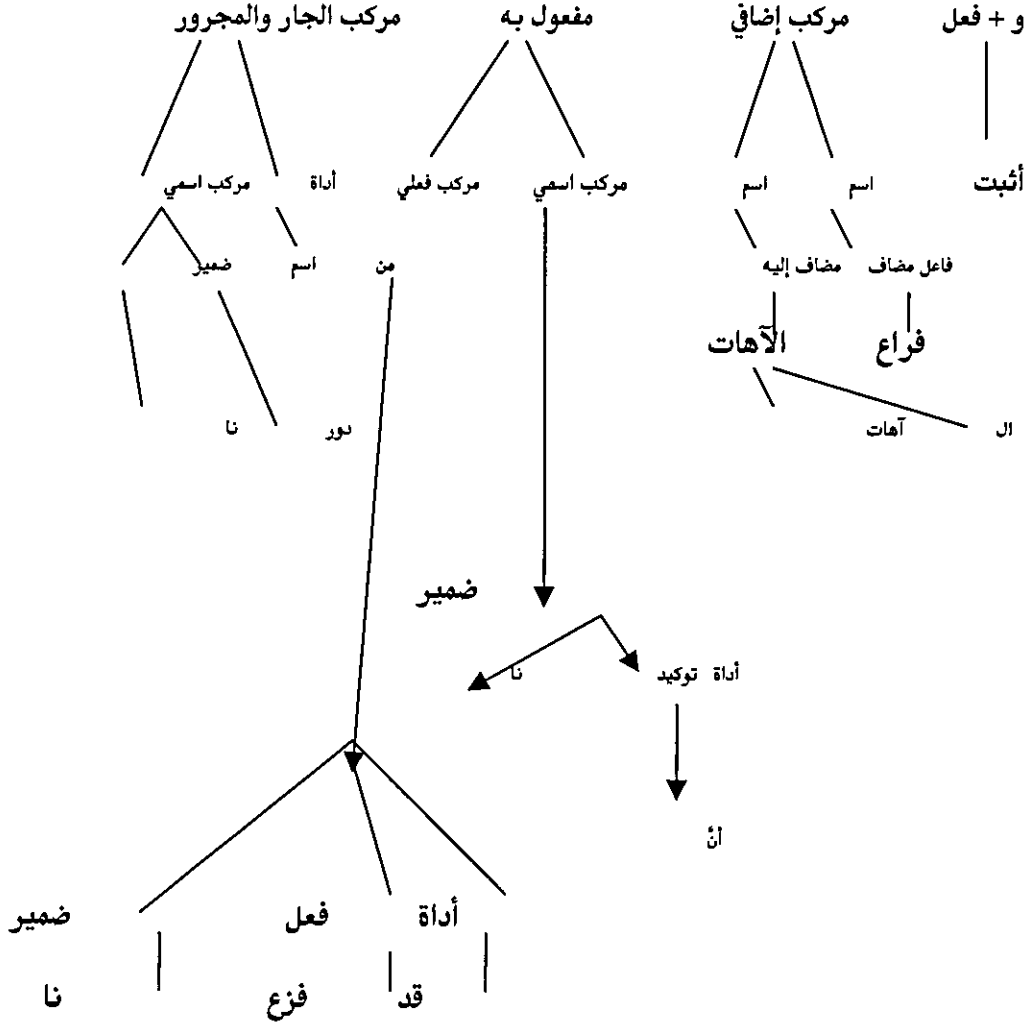 و + فعل مركب إضافي مفعول به مركب الجار والمجرور
أثبت اسم اسم مركب اسمي مركب فعلي أداة مركب اسمي
فاعل مضاف مضاف إليه من اسم ضمير
فراع الآهات
ال آهات دور نا
ضمير
أداة توكيد نا
أنّ
أداة فعل ضمير
قد فزع نا